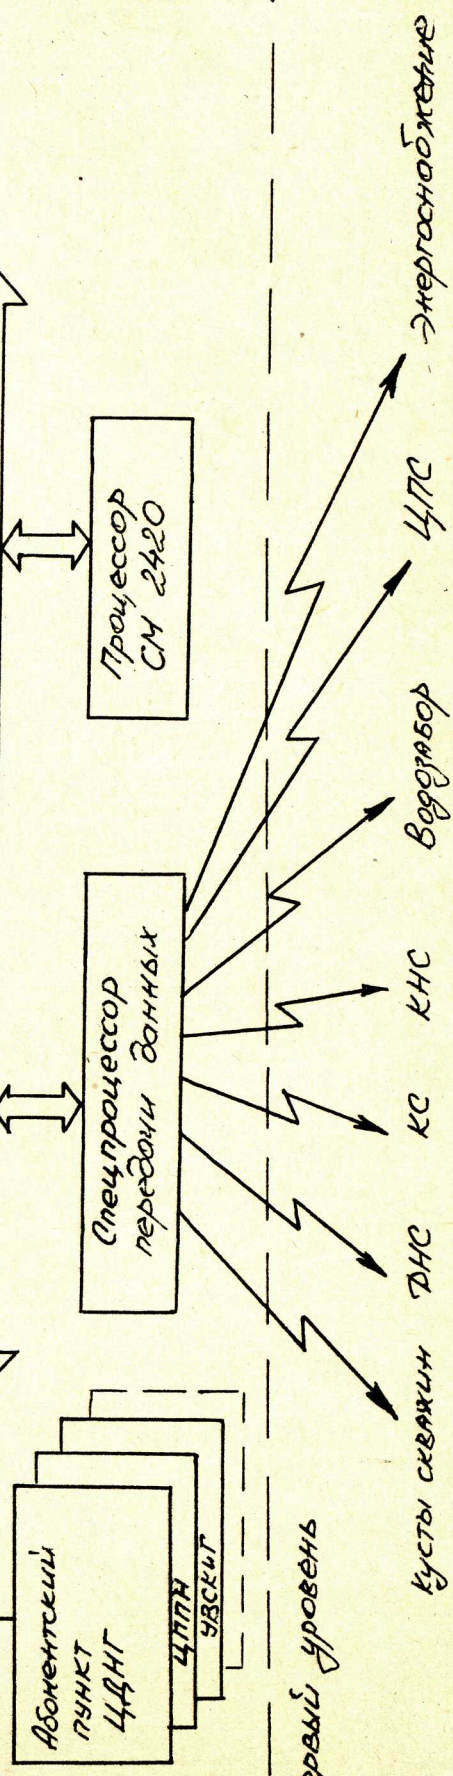 Абонентский
пункт
ЦДНГ
ЦППН
УВСКиГ
Спецпроцессор
передачи данных
Процессор
СМ 2420
ервый уровень
Кусты скважин
ДНС
КС
КНС
Водозабор
ЦПС
Энергоснабжение